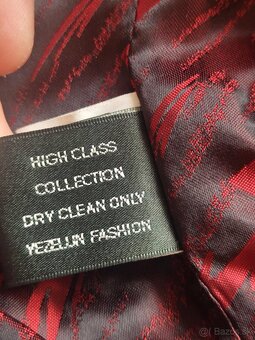 HIGH CLASS
COLLECTION
DRY CLEAN ONLY
YEZELUN FASHION